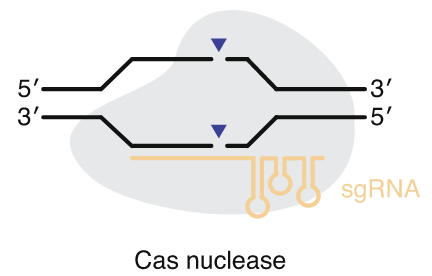 5′ 3′
3′ 5′
sgRNA
Cas nuclease